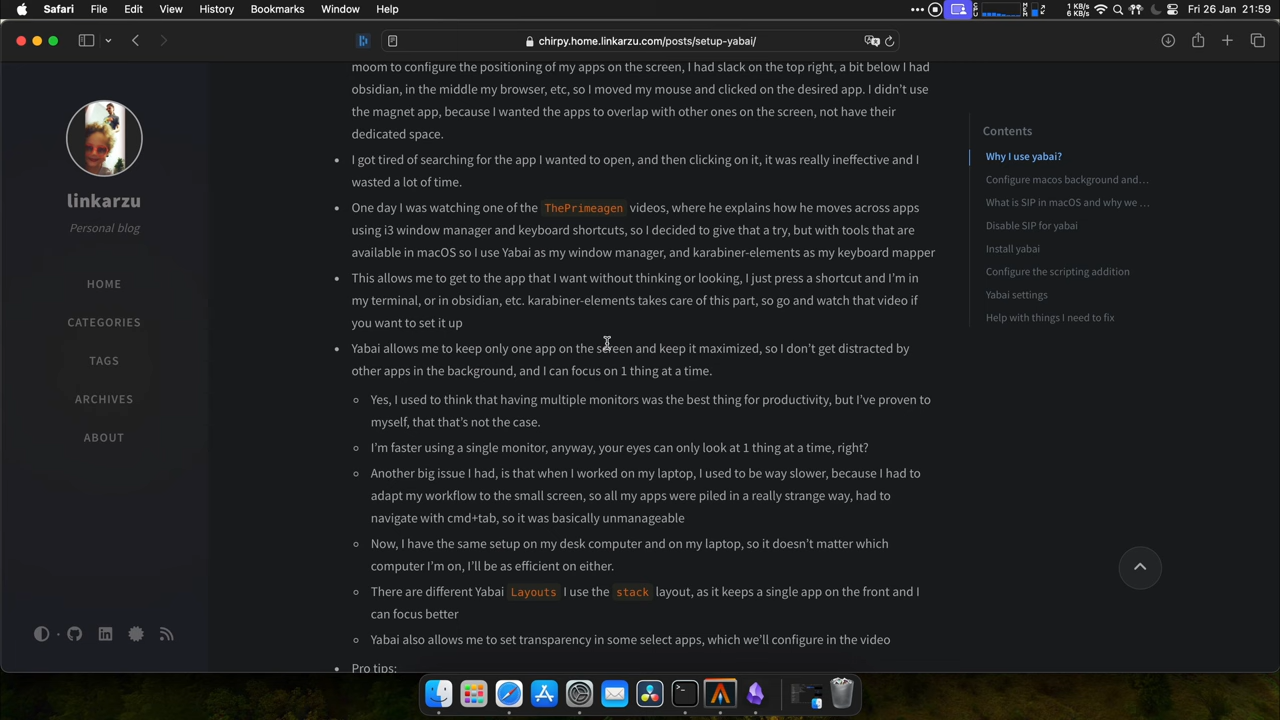 Safari File Edit View History Bookmarks Window Help
1 KB/s
6 KB/s
Fri 26 Jan 21:59
chirpy.home.linkarzu.com/posts/setup-yabai/
linkarzu
Personal blog
HOME
CATEGORIES
TAGS
ARCHIVES
ABOUT
moom to configure the positioning of my apps on the screen, I had slack on the top right, a bit below I had
obsidian, in the middle my browser, etc, so I moved my mouse and clicked on the desired app. I didn't use
the magnet app, because I wanted the apps to overlap with other ones on the screen, not have their
dedicated space.
• I got tired of searching for the app I wanted to open, and then clicking on it, it was really ineffective and I
wasted a lot of time.
• One day I was watching one of the ThePrimeagen videos, where he explains how he moves across apps
using i3 window manager and keyboard shortcuts, so I decided to give that a try, but with tools that are
available in macOS so I use Yabai as my window manager, and karabiner-elements as my keyboard mapper
• This allows me to get to the app that I want without thinking or looking, I just press a shortcut and I'm in
my terminal, or in obsidian, etc. karabiner-elements takes care of this part, so go and watch that video if
you want to set it up
• Yabai allows me to keep only one app on the screen and keep it maximized, so I don't get distracted by
other apps in the background, and I can focus on 1 thing at a time.
◦ Yes, I used to think that having multiple monitors was the best thing for productivity, but I've proven to
myself, that that's not the case.
◦ I'm faster using a single monitor, anyway, your eyes can only look at 1 thing at a time, right?
◦ Another big issue I had, is that when I worked on my laptop, I used to be way slower, because I had to
adapt my workflow to the small screen, so all my apps were piled in a really strange way, had to
navigate with cmd+tab, so it was basically unmanageable
◦ Now, I have the same setup on my desk computer and on my laptop, so it doesn't matter which
computer I'm on, I'll be as efficient on either.
◦ There are different Yabai Layouts I use the stack layout, as it keeps a single app on the front and I
can focus better
◦ Yabai also allows me to set transparency in some select apps, which we'll configure in the video
• Pro tips:
Contents
Why I use yabai?
Configure macos background and…
What is SIP in macOS and why we …
Disable SIP for yabai
Install yabai
Configure the scripting addition
Yabai settings
Help with things I need to fix